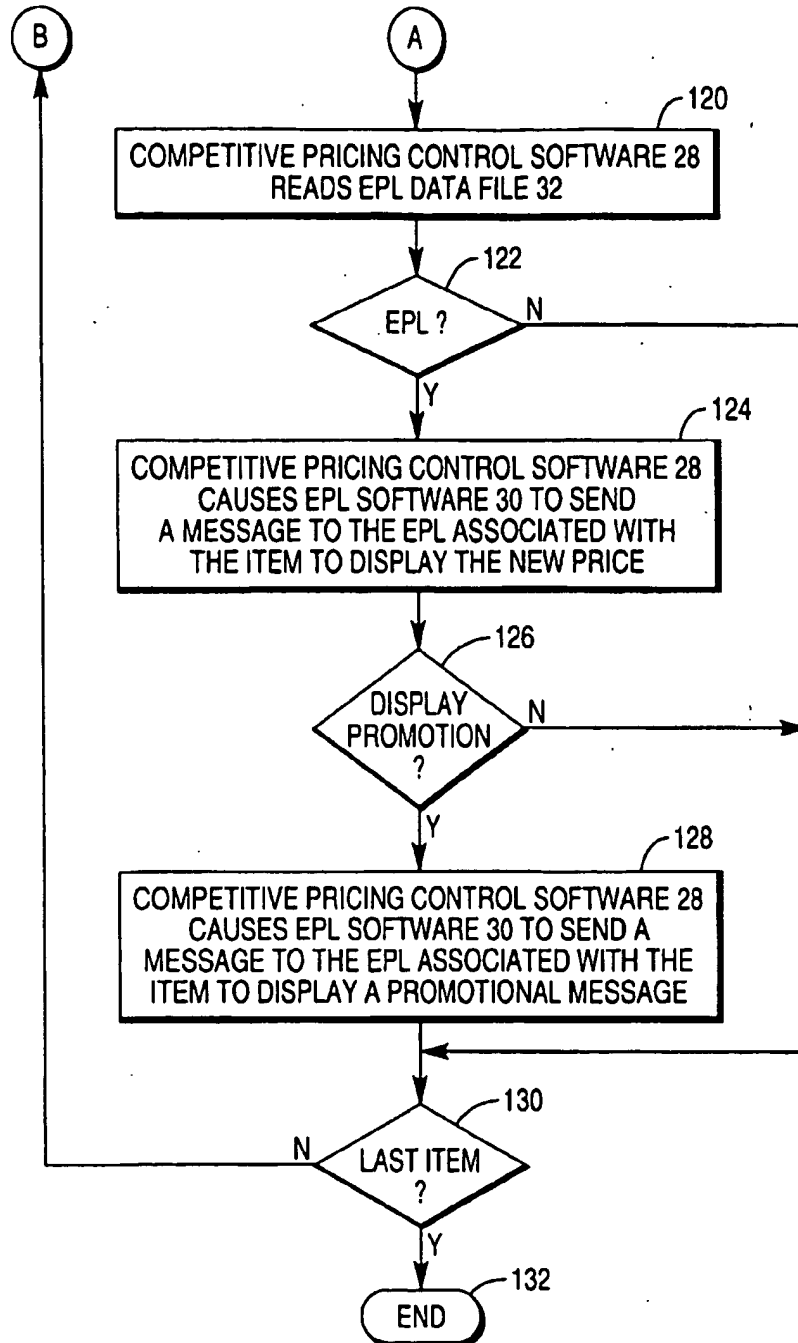 B
A
120
COMPETITIVE PRICING CONTROL SOFTWARE 28
READS EPL DATA FILE 32
122
EPL ?
N
Y
124
COMPETITIVE PRICING CONTROL SOFTWARE 28
CAUSES EPL SOFTWARE 30 TO SEND
A MESSAGE TO THE EPL ASSOCIATED WITH
THE ITEM TO DISPLAY THE NEW PRICE
126
DISPLAY
PROMOTION
?
N
Y
128
COMPETITIVE PRICING CONTROL SOFTWARE 28
CAUSES EPL SOFTWARE 30 TO SEND A
MESSAGE TO THE EPL ASSOCIATED WITH THE
ITEM TO DISPLAY A PROMOTIONAL MESSAGE
130
N
LAST ITEM
?
Y
132
END